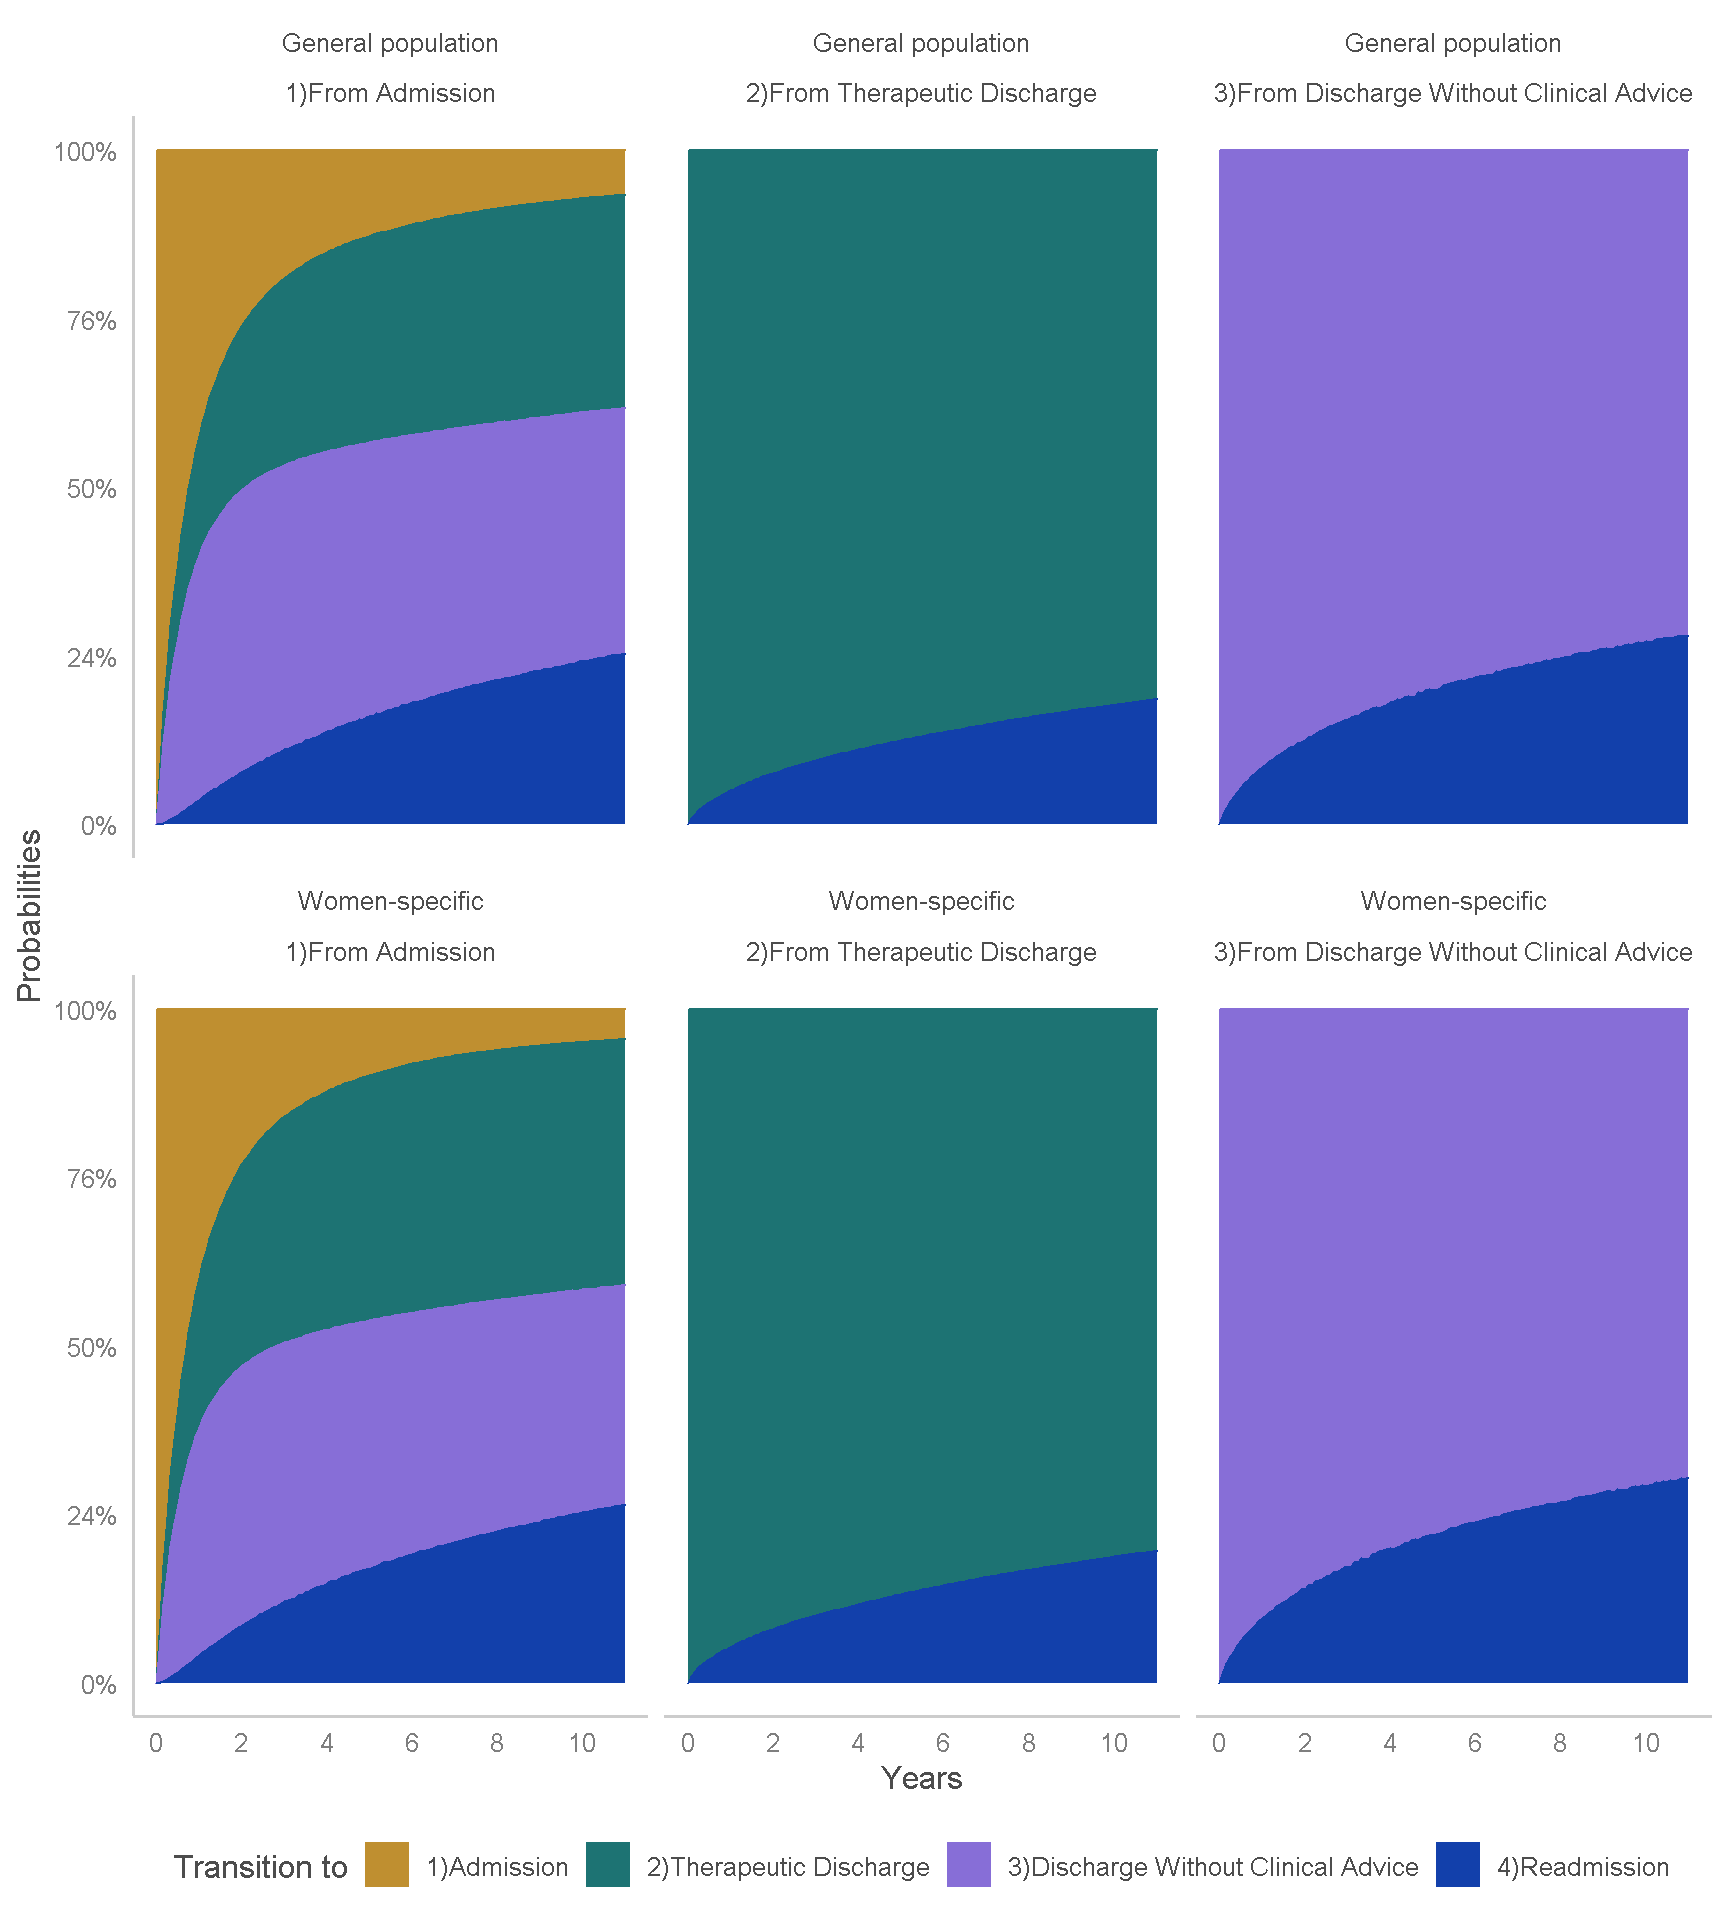 General population
1)From Admission
General population
2)From Therapeutic Discharge
General population
3)From Discharge Without Clinical Advice
100%
76%
50%
24%
0%
Probabilities
Women-specific
1)From Admission
Women-specific
2)From Therapeutic Discharge
Women-specific
3)From Discharge Without Clinical Advice
100%
76%
50%
24%
0%
0 2 4 6 8 10
0 2 4 6 8 10
0 2 4 6 8 10
Years
Transition to
1)Admission
2)Therapeutic Discharge
3)Discharge Without Clinical Advice
4)Readmission